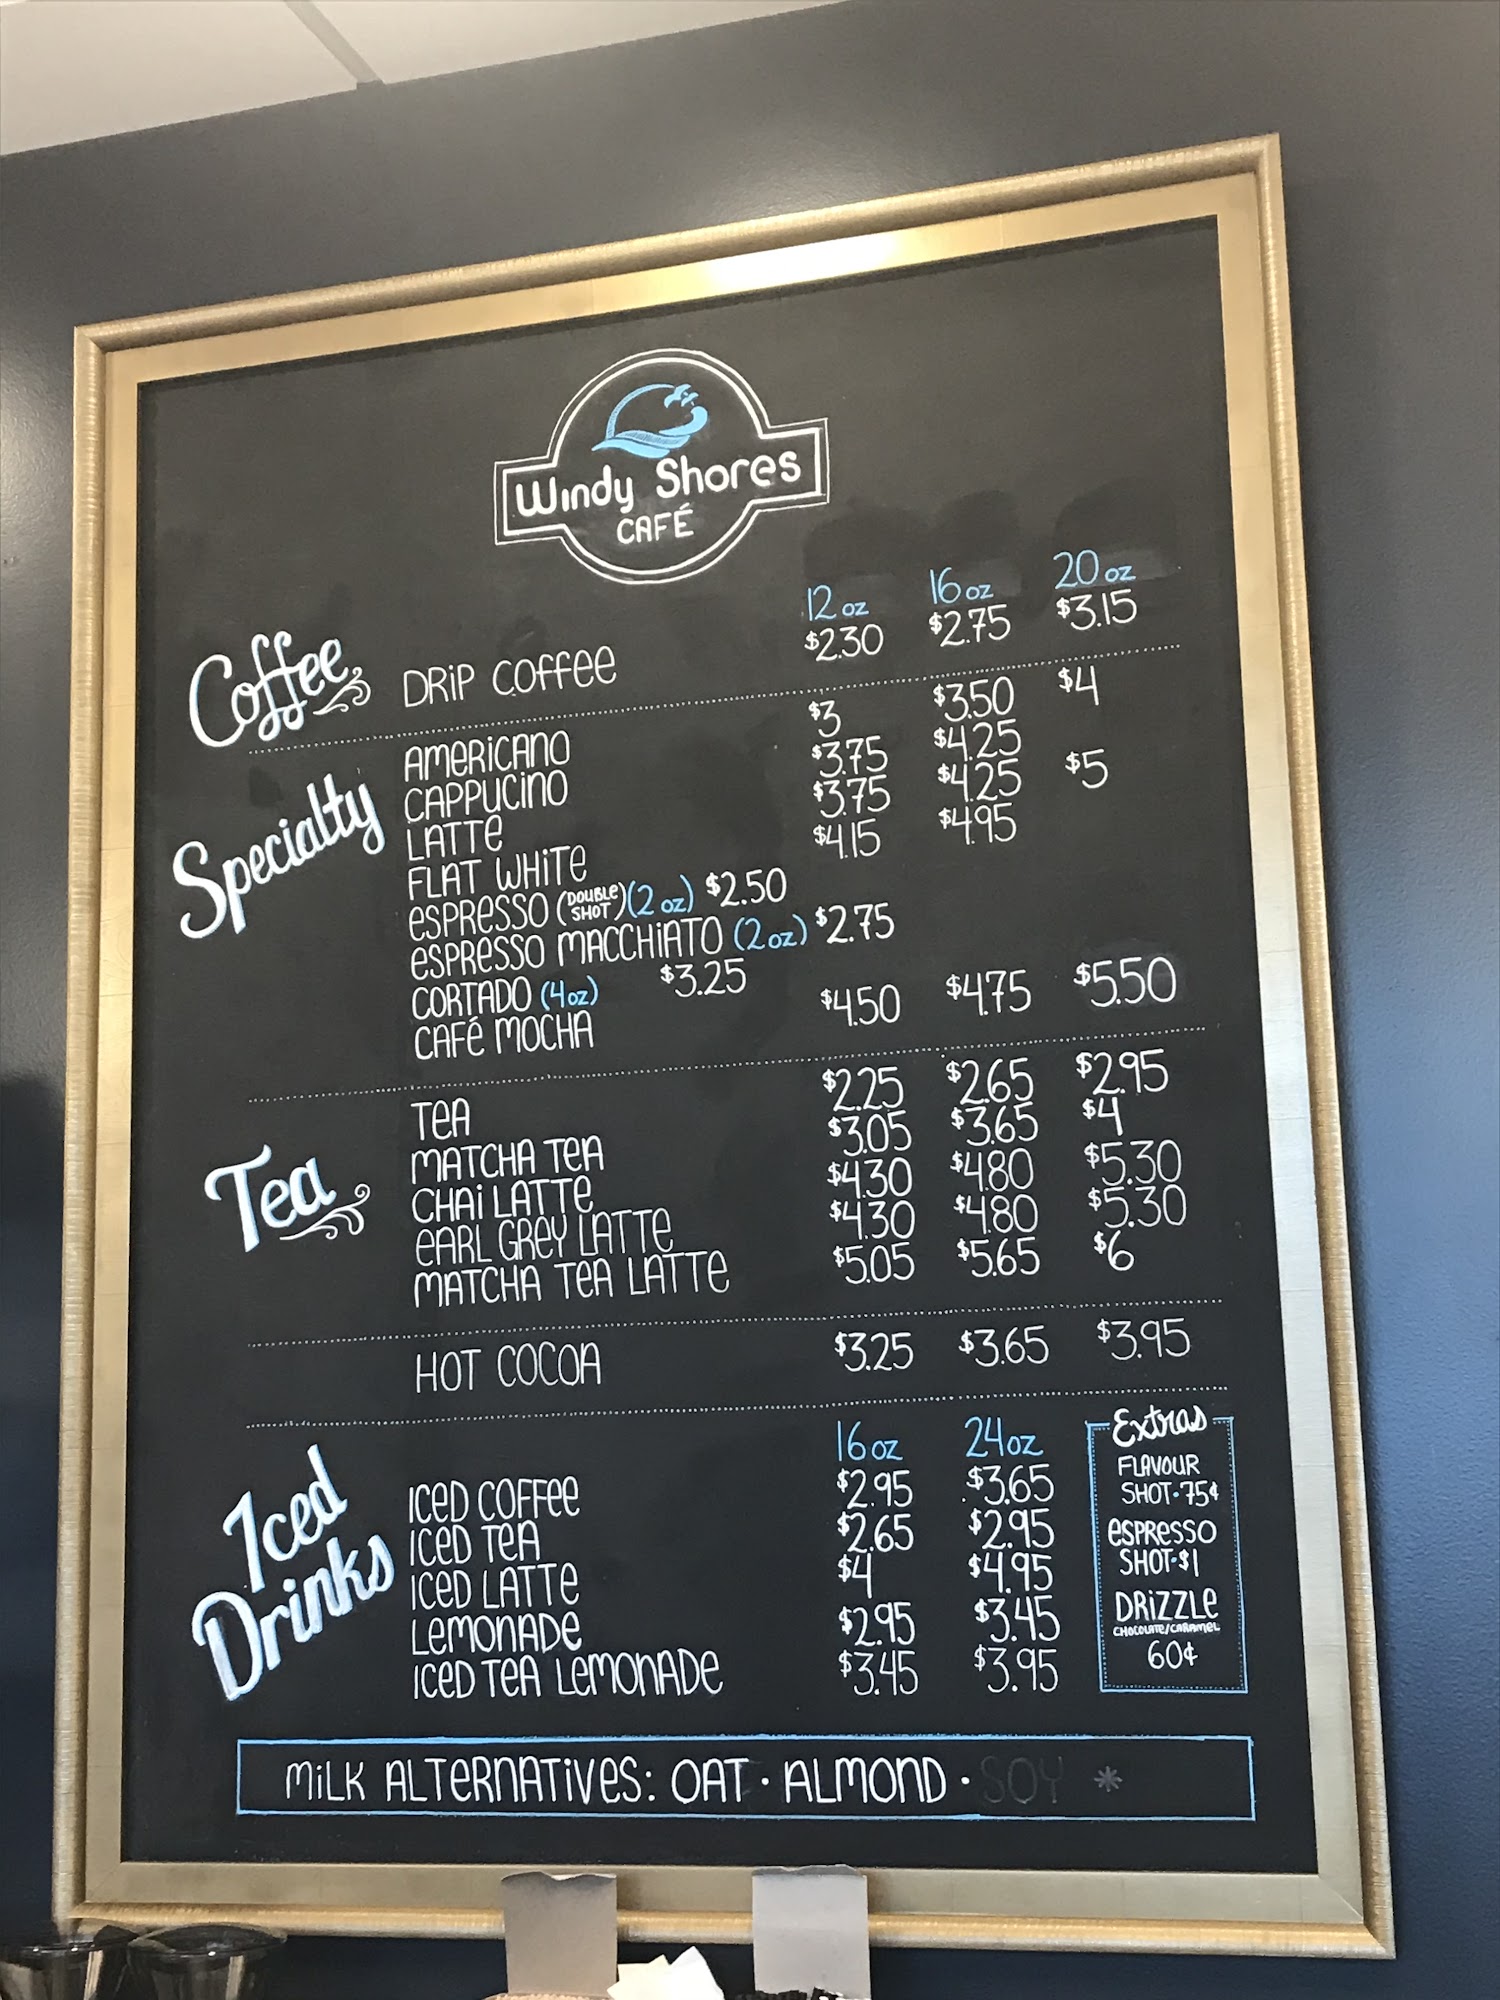 Windy Shores
CAFÉ
12 oz 16 oz 20 oz
Coffee DRIP COFFEE $2.30 $2.75 $3.15
Specialty
AMERICANO $3 $3.50 $4
CAPPUCINO $3.75 $4.25
LATTE $3.75 $4.25 $5
FLAT WHITE $4.15 $4.95
ESPRESSO (DOUBLE SHOT) (2 oz) $2.50
ESPRESSO MACCHIATO (2 oz) $2.75
CORTADO (4 oz) $3.25
CAFÉ MOCHA $4.50 $4.75 $5.50
Tea
TEA $2.25 $2.65 $2.95
MATCHA TEA $3.05 $3.65 $4
CHAI LATTE $4.30 $4.80 $5.30
EARL GREY LATTE $4.30 $4.80 $5.30
MATCHA TEA LATTE $5.05 $5.65 $6
HOT COCOA $3.25 $3.65 $3.95
Iced
Drinks
16 oz 24 oz
ICED COFFEE $2.95 $3.65
ICED TEA $2.65 $2.95
ICED LATTE $4 $4.95
LEMONADE $2.95 $3.45
ICED TEA LEMONADE $3.45 $3.95
Extras
FLAVOUR
SHOT·75¢
ESPRESSO
SHOT·$1
DRIZZLE
CHOCOLATE/CARAMEL
60¢
MILK ALTERNATIVES: OAT · ALMOND · SOY *